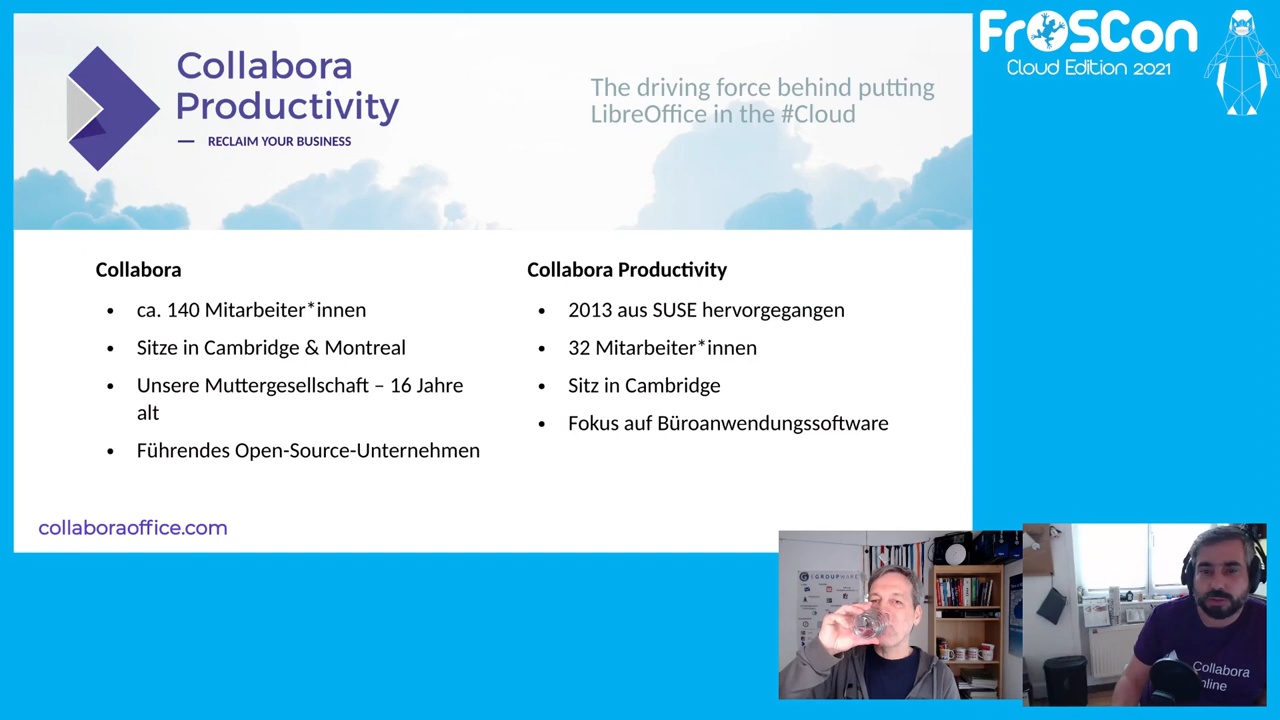 FrOSCon
Cloud Edition 2021
Collabora
Productivity
RECLAIM YOUR BUSINESS
The driving force behind putting
LibreOffice in the #Cloud
Collabora
• ca. 140 Mitarbeiter*innen
• Sitze in Cambridge & Montreal
• Unsere Muttergesellschaft – 16 Jahre
alt
• Führendes Open-Source-Unternehmen
Collabora Productivity
• 2013 aus SUSE hervorgegangen
• 32 Mitarbeiter*innen
• Sitz in Cambridge
• Fokus auf Büroanwendungssoftware
collaboraoffice.com
EGROUPWARE
Collabora
nline